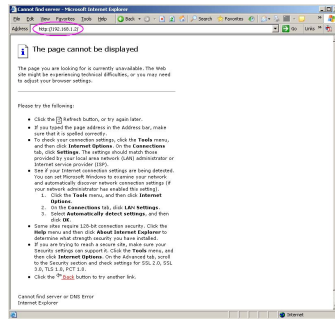 Cannot find server - Microsoft Internet Explorer
File Edit View Favorites Tools Help Back Search Favorites
Address http://192.168.1.2/ Go Links
The page cannot be displayed
The page you are looking for is currently unavailable. The Web
site might be experiencing technical difficulties, or you may need
to adjust your browser settings.
Please try the following:
Click the Refresh button, or try again later.
If you typed the page address in the Address bar, make
sure that it is spelled correctly.
To check your connection settings, click the Tools menu,
and then click Internet Options. On the Connections
tab, click Settings. The settings should match those
provided by your local area network (LAN) administrator or
Internet service provider (ISP).
See if your Internet connection settings are being detected.
You can set Microsoft Windows to examine your network
and automatically discover network connection settings (if
your network administrator has enabled this setting).
1. Click the Tools menu, and then click Internet
Options.
2. On the Connections tab, click LAN Settings.
3. Select Automatically detect settings, and then
click OK.
Some sites require 128-bit connection security. Click the
Help menu and then click About Internet Explorer to
determine what strength security you have installed.
If you are trying to reach a secure site, make sure your
Security settings can support it. Click the Tools menu, and
then click Internet Options. On the Advanced tab, scroll
to the Security section and check settings for SSL 2.0, SSL
3.0, TLS 1.0, PCT 1.0.
Click the Back button to try another link.
Cannot find server or DNS Error
Internet Explorer
Internet